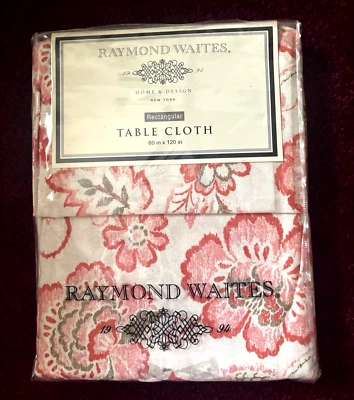 RAYMOND WAITES.
19 94
HOME & DESIGN
NEW YORK
Rectangular
TABLE CLOTH
60 in x 120 in
RAYMOND WAITES.
19 94